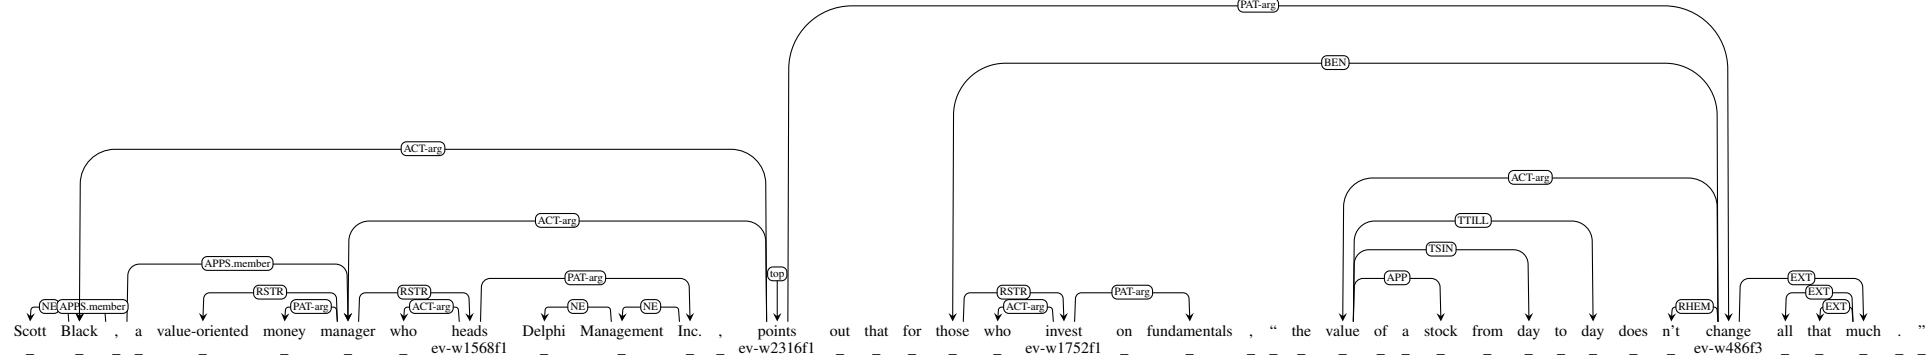 PAT-arg
BEN
ACT-arg
ACT-arg
ACT-arg
TTILL
TSIN
APPS.member
top
PAT-arg
APP
EXT
RSTR
RSTR
RSTR
PAT-arg
EXT
NE
APPS.member
PAT-arg
ACT-arg
NE
NE
ACT-arg
RHEM
EXT
Scott Black , a value-oriented money manager who heads Delphi Management Inc. , points out that for those who invest on fundamentals , “ the value of a stock from day to day does n’t change all that much . ”
_ _ _ _ _ _ _ _ ev-w1568f1 _ _ _ _ ev-w2316f1 _ _ _ _ _ ev-w1752f1 _ _ _ _ _ _ _ _ _ _ _ _ _ _ _ ev-w486f3 _ _ _ _ _